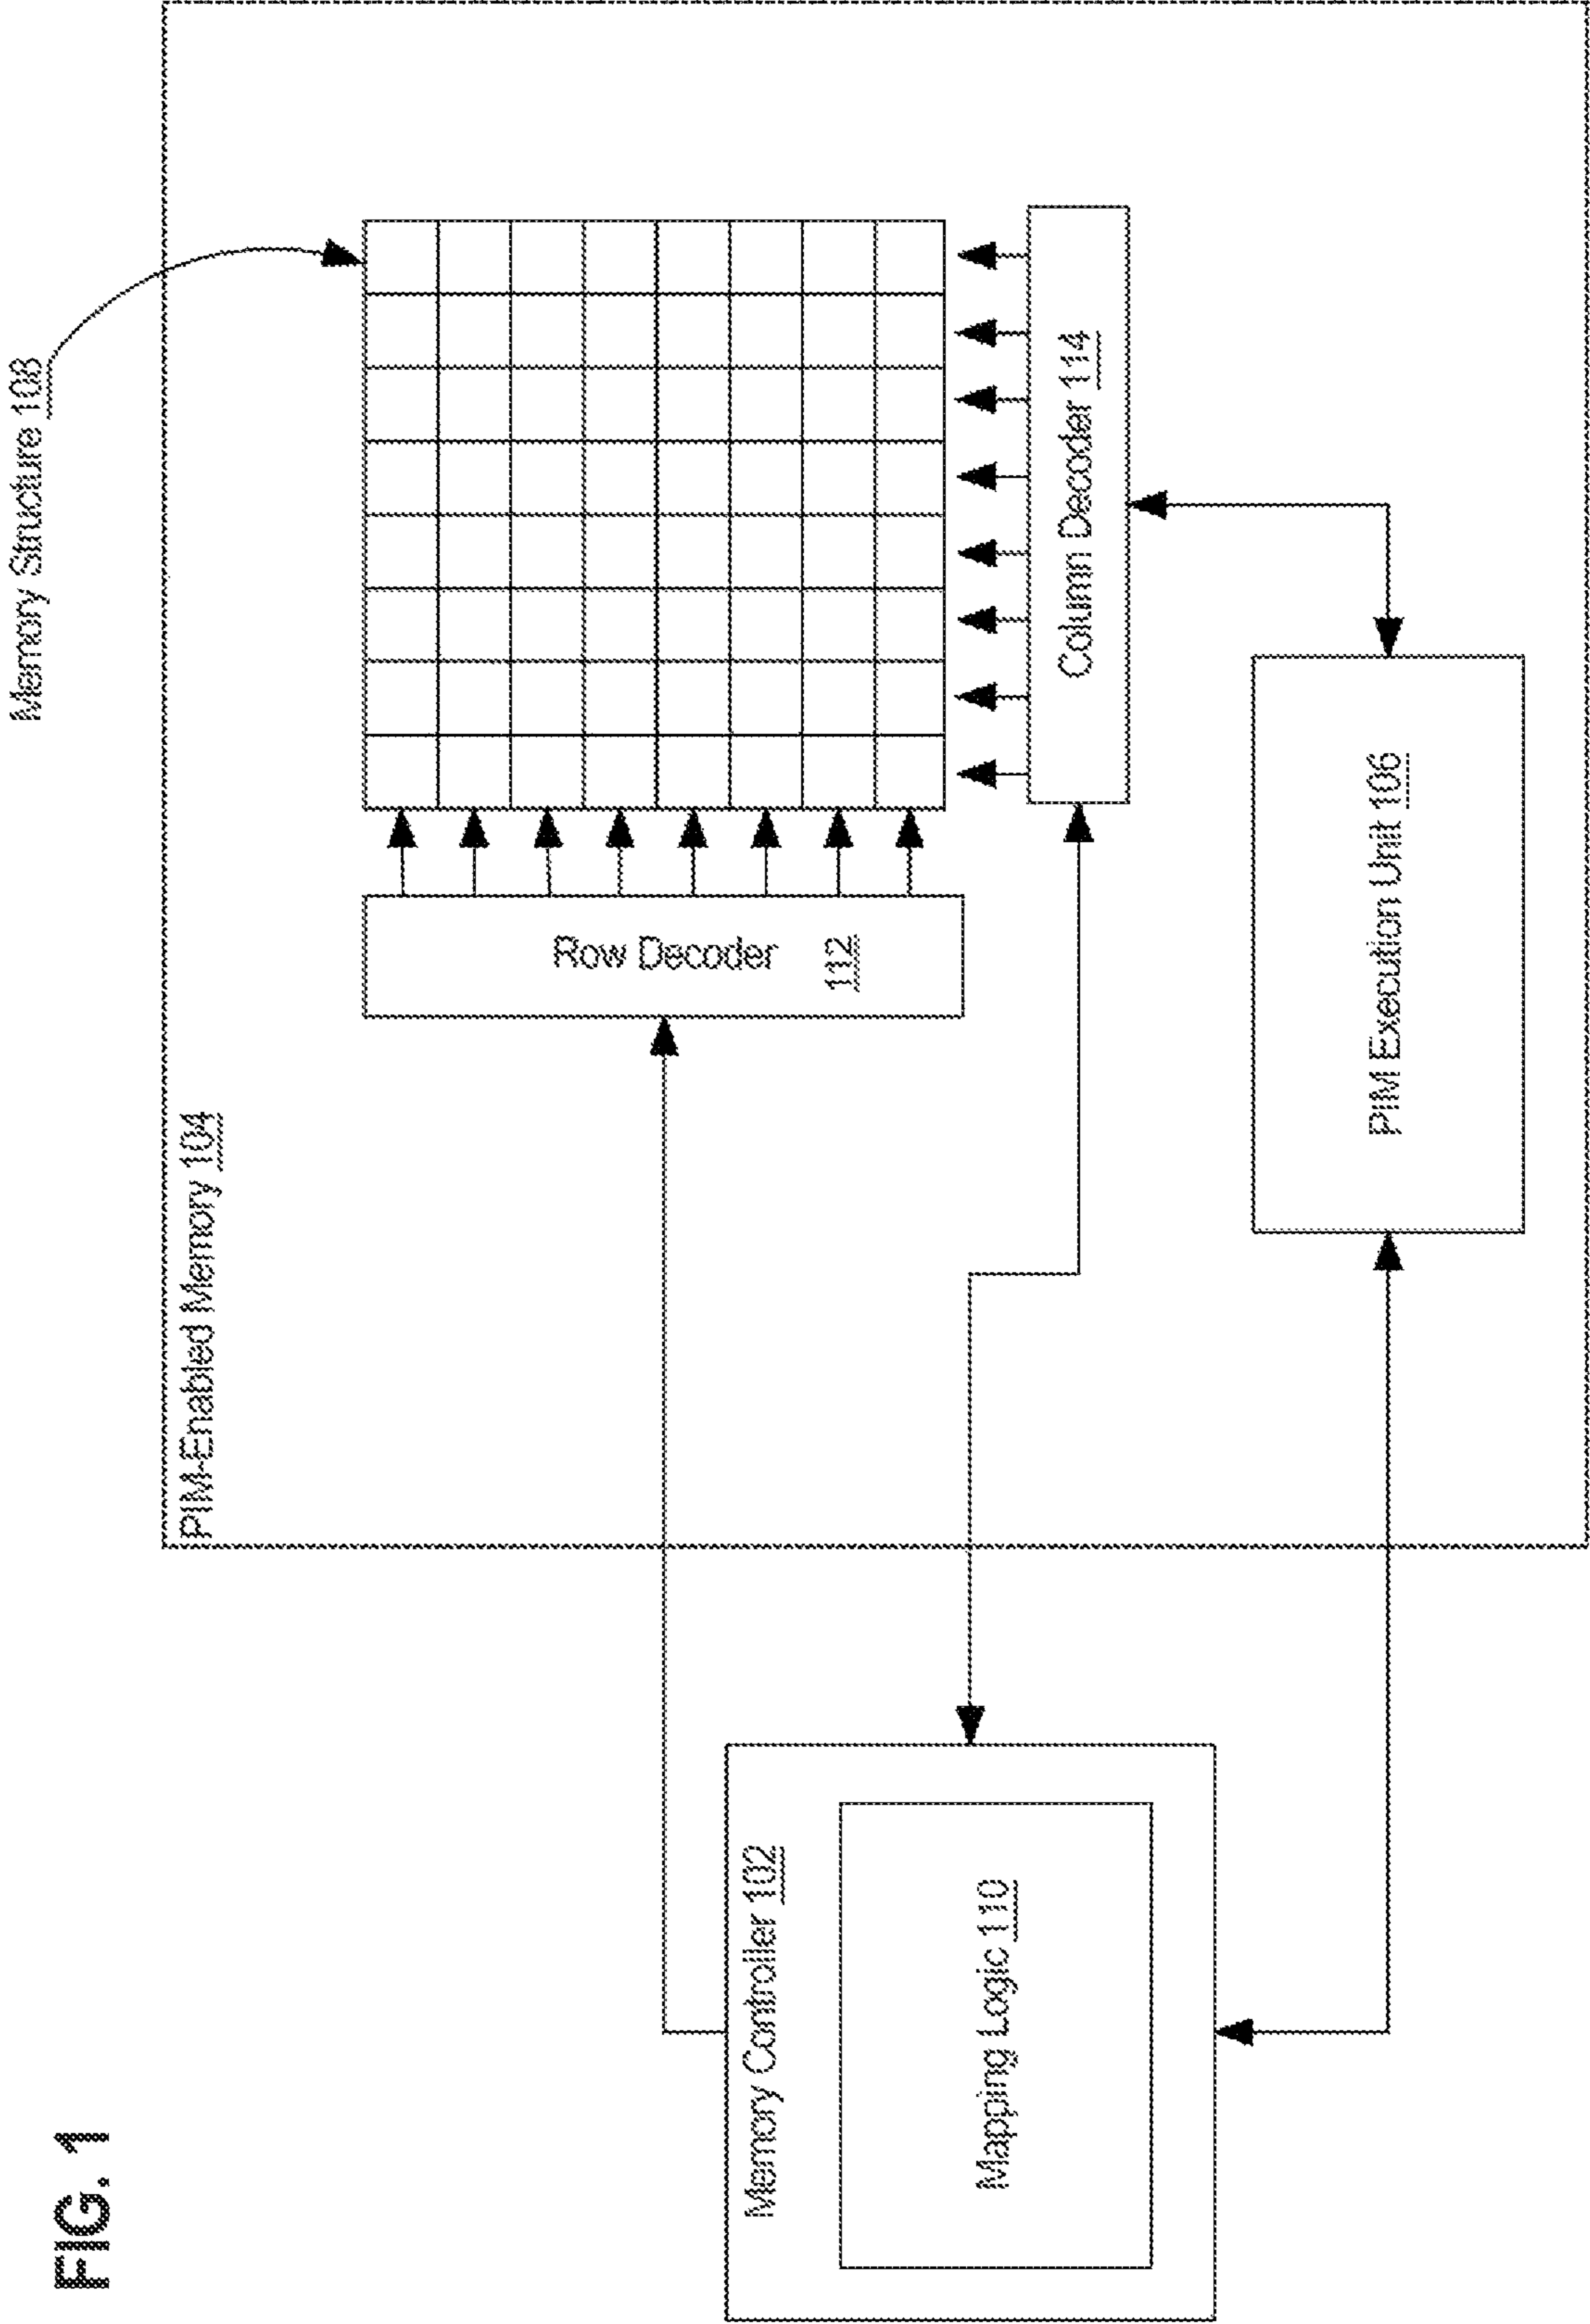 FIG. 1
Memory Structure 108
PIM-Enabled Memory 104
Row Decoder 112
Column Decoder 114
Memory Controller 102
Mapping Logic 110
PIM Execution Unit 106